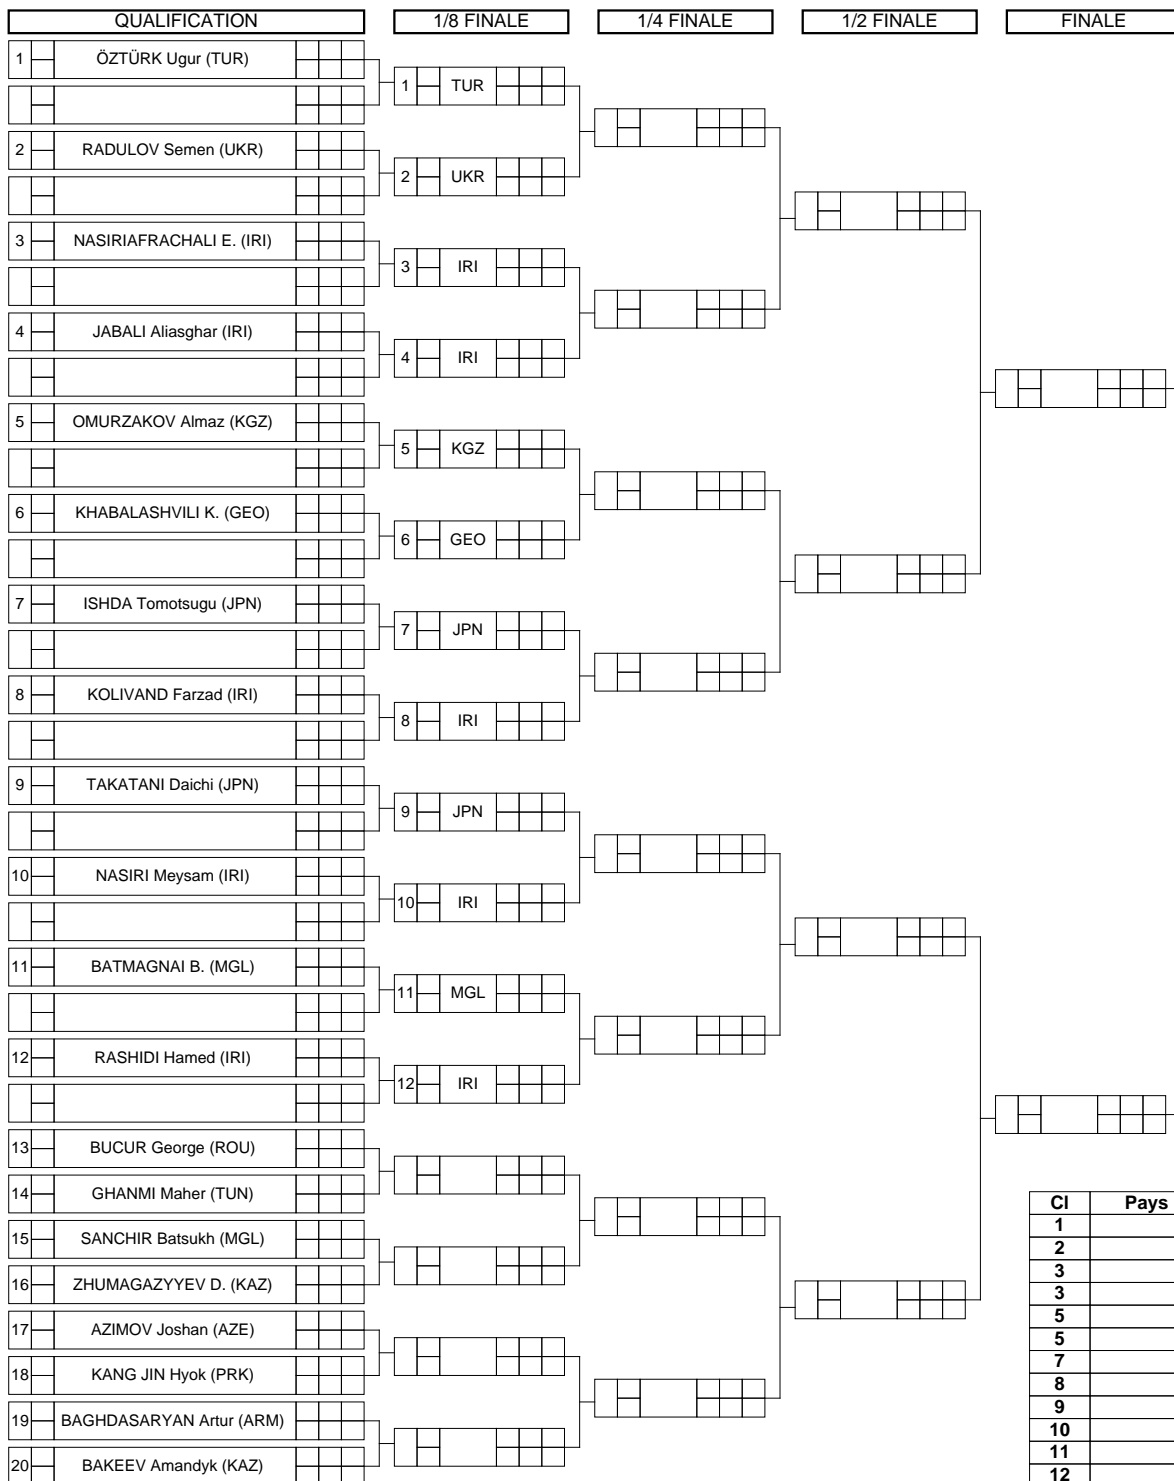 QUALIFICATION 1/8 FINALE 1/4 FINALE 1/2 FINALE FINALE
1 ÖZTÜRK Ugur (TUR)
1 TUR
2 RADULOV Semen (UKR)
2 UKR
3 NASIRIAFRACHALI E. (IRI)
3 IRI
4 JABALI Aliasghar (IRI)
4 IRI
5 OMURZAKOV Almaz (KGZ)
5 KGZ
6 KHABALASHVILI K. (GEO)
6 GEO
7 ISHDA Tomotsugu (JPN)
7 JPN
8 KOLIVAND Farzad (IRI)
8 IRI
9 TAKATANI Daichi (JPN)
9 JPN
10 NASIRI Meysam (IRI)
10 IRI
11 BATMAGNAI B. (MGL)
11 MGL
12 RASHIDI Hamed (IRI)
12 IRI
13 BUCUR George (ROU)
14 GHANMI Maher (TUN)
15 SANCHIR Batsukh (MGL)
16 ZHUMAGAZYYEV D. (KAZ)
17 AZIMOV Joshan (AZE)
18 KANG JIN Hyok (PRK)
19 BAGHDASARYAN Artur (ARM)
20 BAKEEV Amandyk (KAZ)
Cl Pays
1
2
3
3
5
5
7
8
9
10
11
12